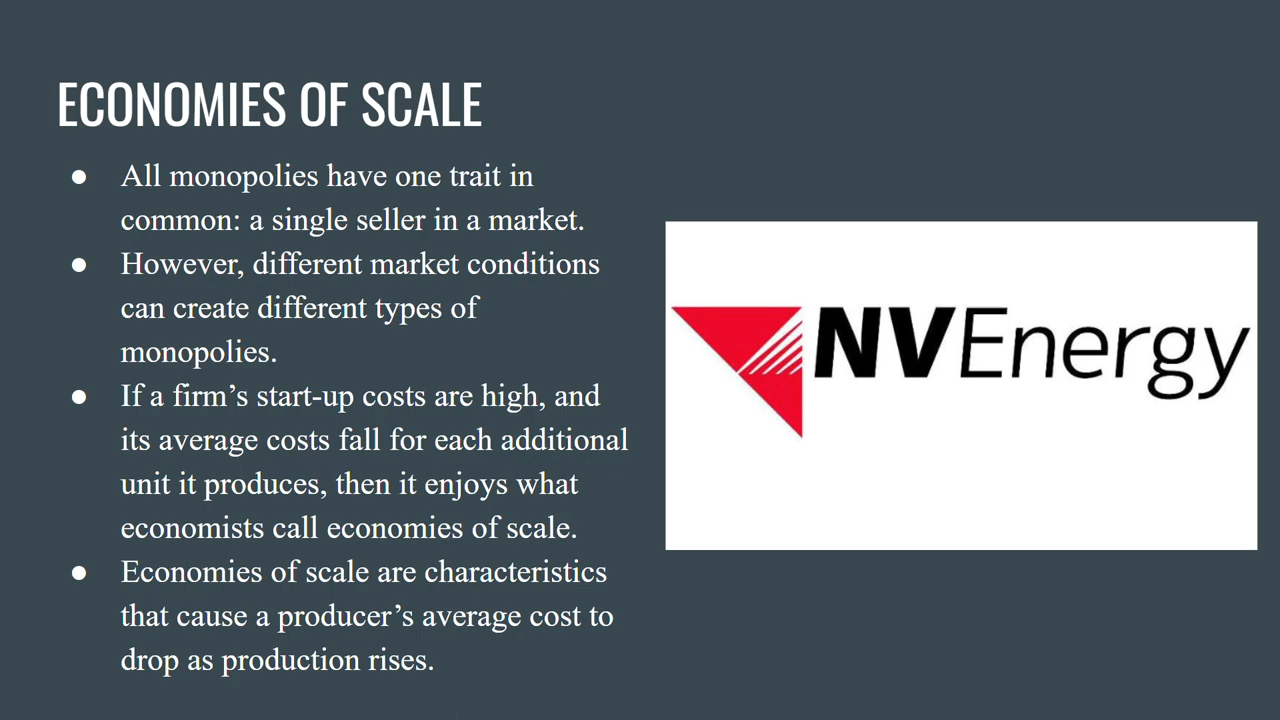 ECONOMIES OF SCALE
● All monopolies have one trait in
common: a single seller in a market.
● However, different market conditions
can create different types of
monopolies.
● If a firm’s start-up costs are high, and
its average costs fall for each additional
unit it produces, then it enjoys what
economists call economies of scale.
● Economies of scale are characteristics
that cause a producer’s average cost to
drop as production rises.
NVEnergy